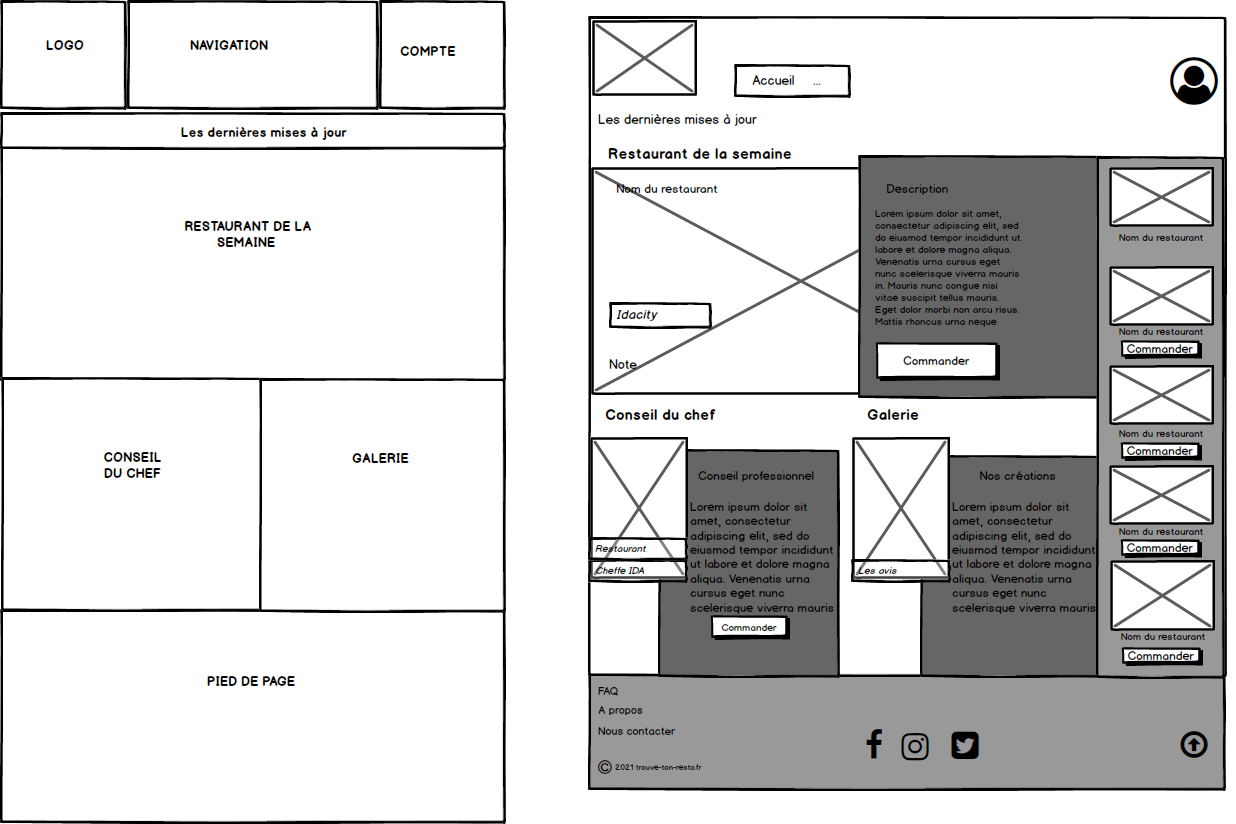 LOGO
NAVIGATION
COMPTE
Les dernières mises à jour
RESTAURANT DE LA
SEMAINE
CONSEIL
DU CHEF
GALERIE
PIED DE PAGE
Accueil ...
Les dernières mises à jour
Restaurant de la semaine
Nom du restaurant
Idacity
Note
Description
Lorem ipsum dolor sit amet,
consectetur adipiscing elit, sed
do eiusmod tempor incididunt ut
labore et dolore magna aliqua.
Venenatis urna cursus eget
nunc scelerisque viverra mauris
in. Mauris nunc congue nisi
vitae suscipit tellus mauris.
Eget dolor morbi non arcu risus.
Mattis rhoncus urna neque
Commander
Nom du restaurant
Nom du restaurant
Commander
Nom du restaurant
Commander
Nom du restaurant
Commander
Nom du restaurant
Commander
Conseil du chef
Restaurant
Cheffe IDA
Conseil professionnel
Lorem ipsum dolor sit
amet, consectetur
adipiscing elit, sed do
eiusmod tempor incididunt
ut labore et dolore magna
aliqua. Venenatis urna
cursus eget nunc
scelerisque viverra mauris
Commander
Galerie
Les avis
Nos créations
Lorem ipsum dolor sit
amet, consectetur
adipiscing elit, sed do
eiusmod tempor incididunt
ut labore et dolore magna
aliqua. Venenatis urna
cursus eget nunc
scelerisque viverra mauris
FAQ
A propos
Nous contacter
© 2021 trouve-ton-resto.fr